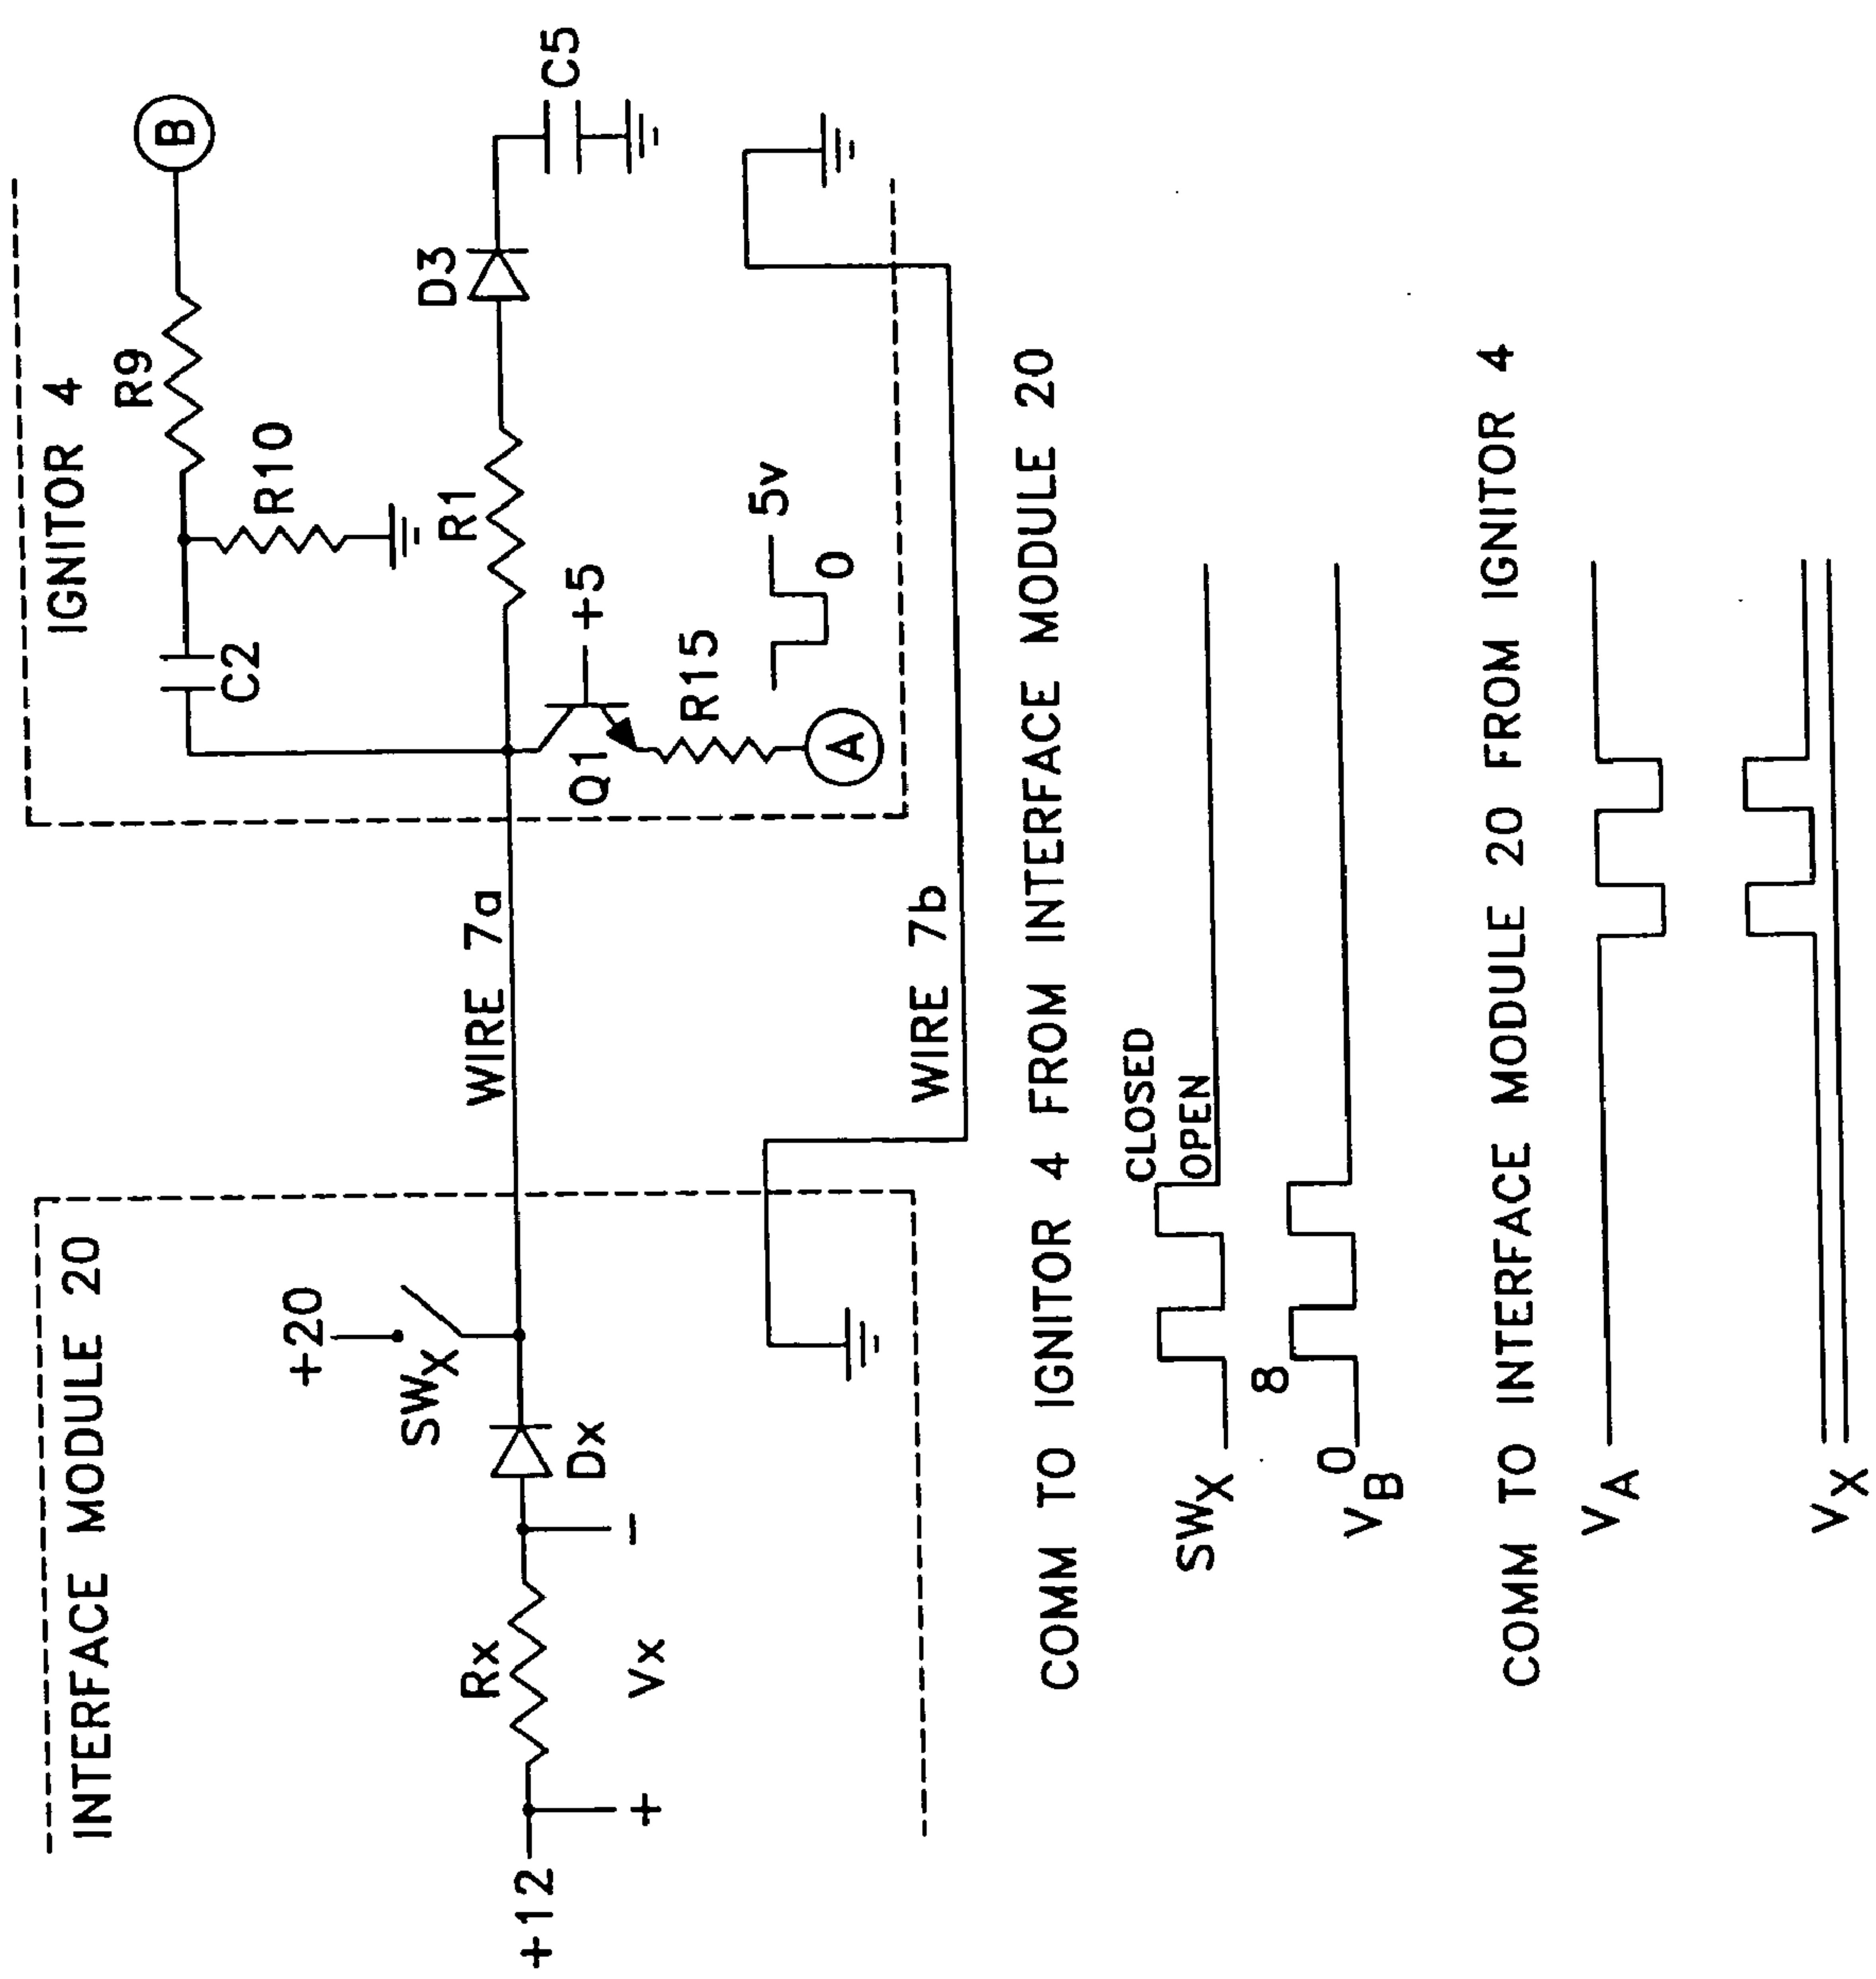 INTERFACE MODULE 20
IGNITOR 4
B
R9
C2
R10
+20
SWX
WIRE 7a
R1
D3
C5
+12
Rx
Dx
+
Vx
-
Q1
+5
R15
A
5v
0
WIRE 7b
COMM TO IGNITOR 4 FROM INTERFACE MODULE 20
SWX
CLOSED
OPEN
8
0
VB
COMM TO INTERFACE MODULE 20 FROM IGNITOR 4
VA
VX